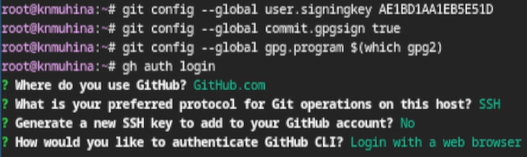 root@knmuhina:~# git config --global user.signingkey AE1BD1AA1EB5E51D
root@knmuhina:~# git config --global commit.gpgsign true
root@knmuhina:~# git config --global gpg.program $(which gpg2)
root@knmuhina:~# gh auth login
? Where do you use GitHub? GitHub.com
? What is your preferred protocol for Git operations on this host? SSH
? Generate a new SSH key to add to your GitHub account? No
? How would you like to authenticate GitHub CLI? Login with a web browser